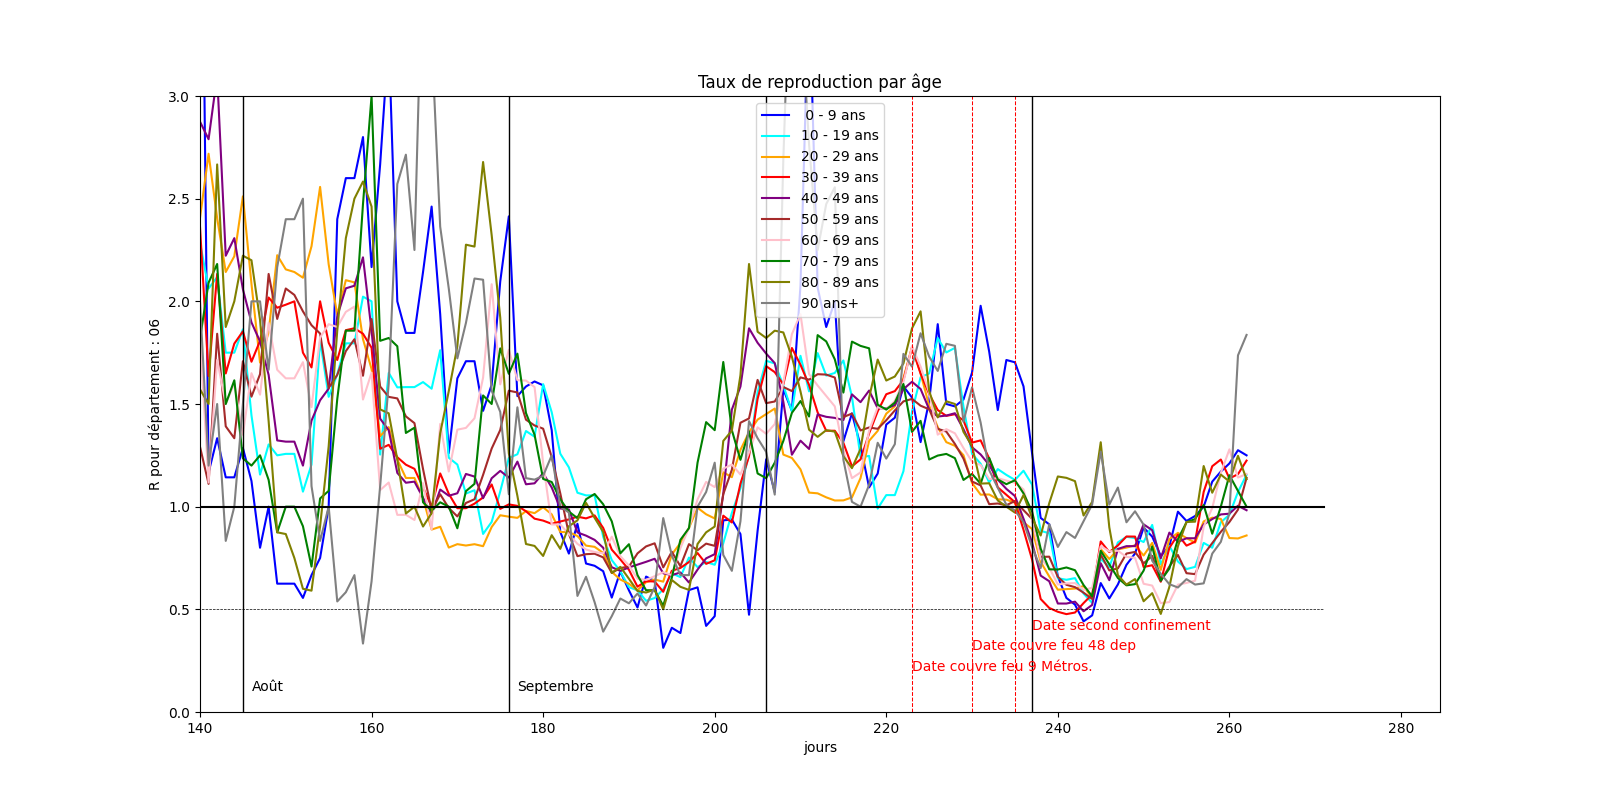 Taux de reproduction par âge
3.0
2.5
2.0
1.5
1.0
0.5
0.0
R pour département : 06
0 - 9 ans
10 - 19 ans
20 - 29 ans
30 - 39 ans
40 - 49 ans
50 - 59 ans
60 - 69 ans
70 - 79 ans
80 - 89 ans
90 ans+
Date second confinement
Date couvre feu 48 dep
Date couvre feu 9 Métros.
Août
Septembre
140
160
180
200
220
240
260
280
jours